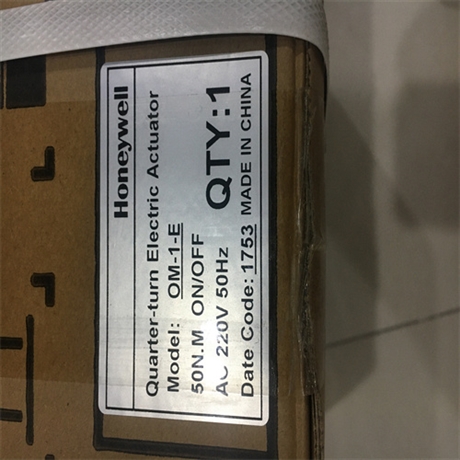 Honeywell
Quarter-turn Electric Actuator
Model: OM-1-E
50N.M ON/OFF
AC 220V 50Hz QTY:1
Date Code: 1753 MADE IN CHINA